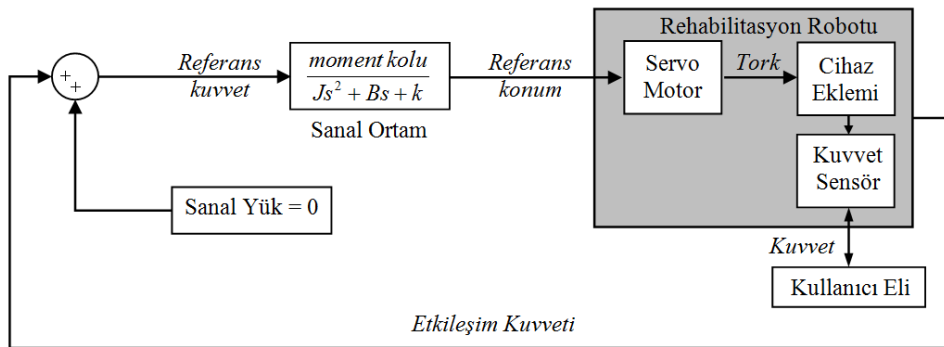 Rehabilitasyon Robotu
+
+
Referans
kuvvet
moment kolu
Js² + Bs + k
Sanal Ortam
Referans
konum
Servo
Motor
Tork
Cihaz
Eklemi
Kuvvet
Sensör
Sanal Yük = 0
Kuvvet
Kullanıcı Eli
Etkileşim Kuvveti